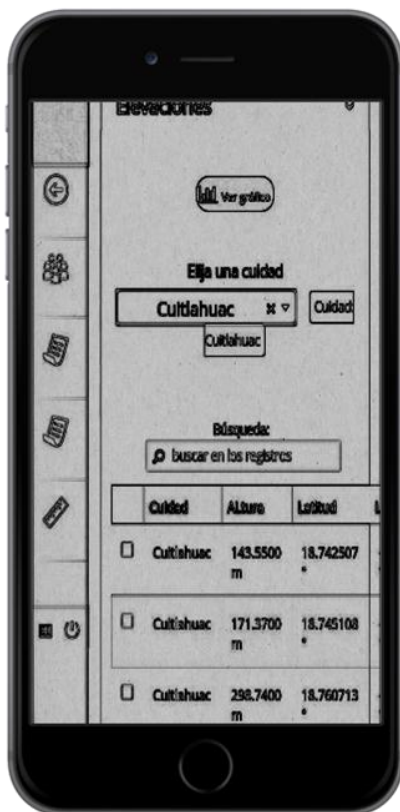 Elevaciones
Ver gráfico
Elija una cuidad
Cuitlahuac
Cuidad:
Cuitlahuac
Búsqueda:
buscar en los registros
Cuidad Altura Latitud L
Cuitlahuac 143.5500 m 18.742507 °
Cuitlahuac 171.3700 m 18.745108 °
Cuitlahuac 298.7400 m 18.760713 °